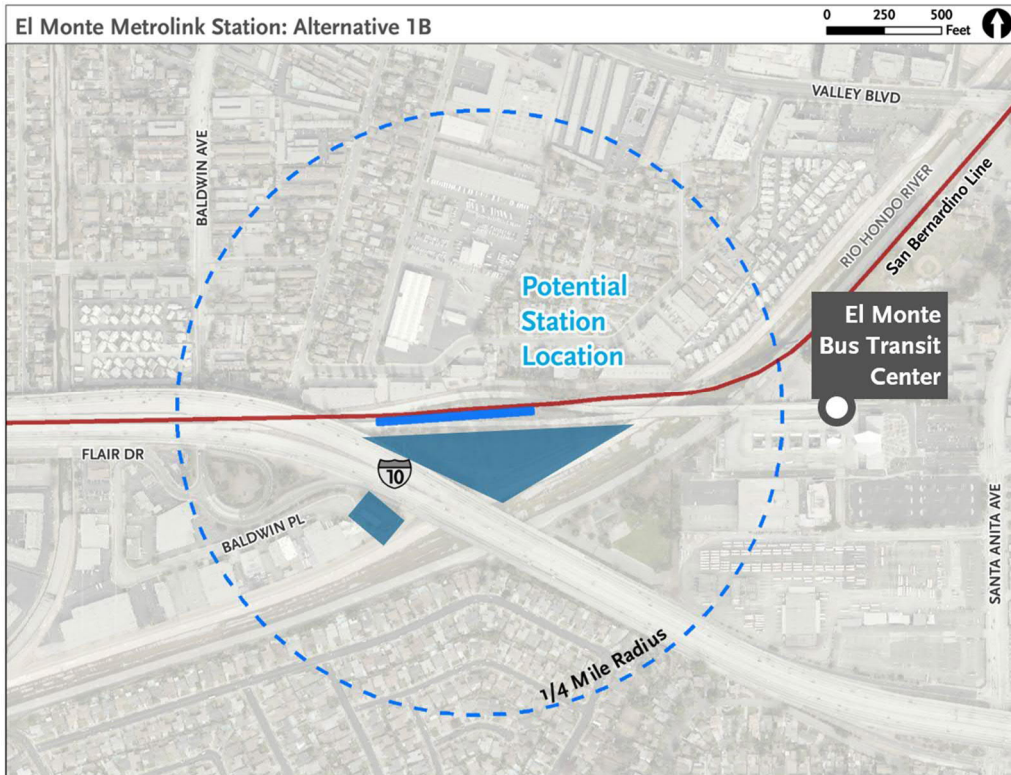 El Monte Metrolink Station: Alternative 1B
0 250 500
Feet
VALLEY BLVD
BALDWIN AVE
RIO HONDO RIVER
San Bernardino Line
Potential
Station
Location
El Monte
Bus Transit
Center
FLAIR DR
10
BALDWIN PL
SANTA ANITA AVE
1/4 Mile Radius